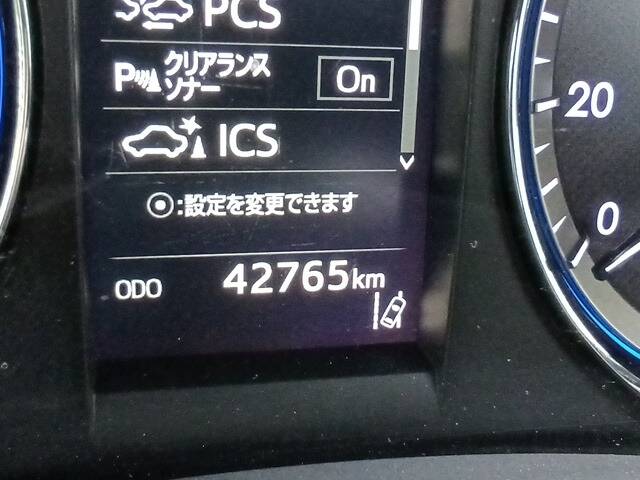 PCS
クリアランス
ソナー On
ICS
:設定を変更できます
ODO 42765km
20
0